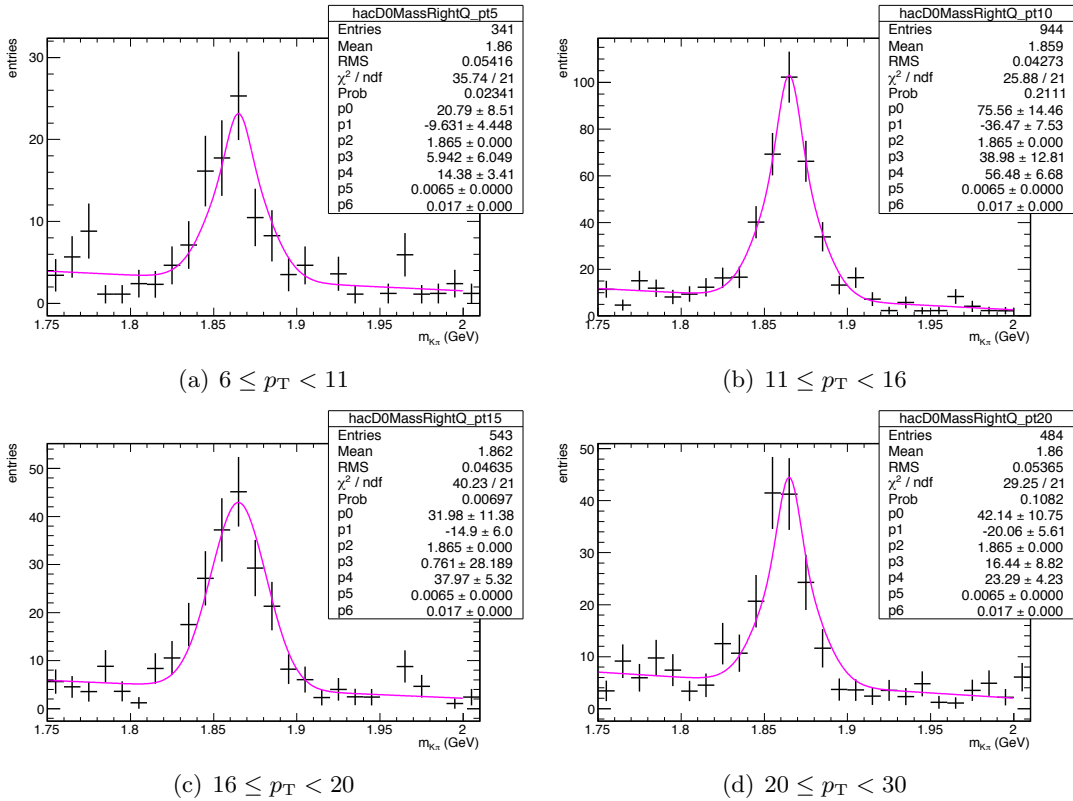 hacD0MassRightQ_pt5
Entries 341
Mean 1.86
RMS 0.05416
χ² / ndf 35.74 / 21
Prob 0.02341
p0 20.79 ± 8.51
p1 -9.631 ± 4.448
p2 1.865 ± 0.000
p3 5.942 ± 6.049
p4 14.38 ± 3.41
p5 0.0065 ± 0.0000
p6 0.017 ± 0.000
entries
30
20
10
0
1.75 1.8 1.85 1.9 1.95 2
m_{Kπ} (GeV)
(a) 6 ≤ p_T < 11
hacD0MassRightQ_pt10
Entries 944
Mean 1.859
RMS 0.04273
χ² / ndf 25.88 / 21
Prob 0.2111
p0 75.56 ± 14.46
p1 -36.47 ± 7.53
p2 1.865 ± 0.000
p3 38.98 ± 12.81
p4 56.48 ± 6.68
p5 0.0065 ± 0.0000
p6 0.017 ± 0.000
entries
100
80
60
40
20
0
1.75 1.8 1.85 1.9 1.95 2
m_{Kπ} (GeV)
(b) 11 ≤ p_T < 16
hacD0MassRightQ_pt15
Entries 543
Mean 1.862
RMS 0.04635
χ² / ndf 40.23 / 21
Prob 0.00697
p0 31.98 ± 11.38
p1 -14.9 ± 6.0
p2 1.865 ± 0.000
p3 0.761 ± 28.189
p4 37.97 ± 5.32
p5 0.0065 ± 0.0000
p6 0.017 ± 0.000
entries
50
40
30
20
10
0
1.75 1.8 1.85 1.9 1.95 2
m_{Kπ} (GeV)
(c) 16 ≤ p_T < 20
hacD0MassRightQ_pt20
Entries 484
Mean 1.86
RMS 0.05365
χ² / ndf 29.25 / 21
Prob 0.1082
p0 42.14 ± 10.75
p1 -20.06 ± 5.61
p2 1.865 ± 0.000
p3 16.44 ± 8.82
p4 23.29 ± 4.23
p5 0.0065 ± 0.0000
p6 0.017 ± 0.000
entries
50
40
30
20
10
0
1.75 1.8 1.85 1.9 1.95 2
m_{Kπ} (GeV)
(d) 20 ≤ p_T < 30